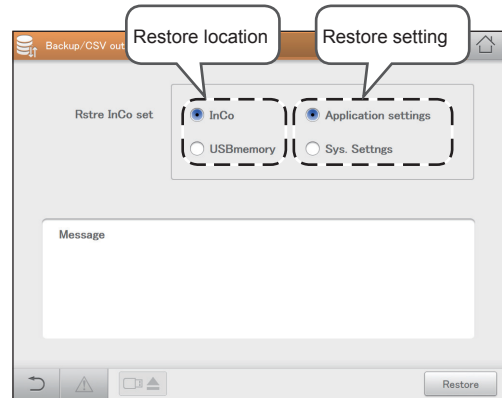 Restore location
Restore setting
Backup/CSV out
Rstre InCo set
InCo
Application settings
USBmemory
Sys. Settngs
Message
Restore